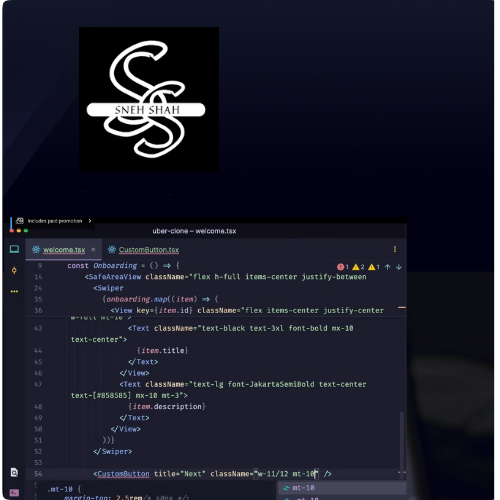 SNEH SHAH
Includes paid promotion
uber-clone – welcome.tsx
welcome.tsx ×
CustomButton.tsx
9 const Onboarding = () => {
1 2 1
14 <SafeAreaView className="flex h-full items-center justify-between
24 <Swiper
35 {onboarding.map((item) => (
36 <View key={item.id} className="flex items-center justify-center
w-full mt-10">
43 <Text className="text-black text-3xl font-bold mx-10
text-center">
44 {item.title}
45 </Text>
46 </View>
47 <Text className="text-lg font-JakartaSemiBold text-center
text-[#858585] mx-10 mt-3">
48 {item.description}
49 </Text>
50 </View>
51 ))}
52 </Swiper>
53
54 <CustomButton title="Next" className="w-11/12 mt-10" />
.mt-10 {
margin-top: 2.5rem/* 40px */;
mt-10